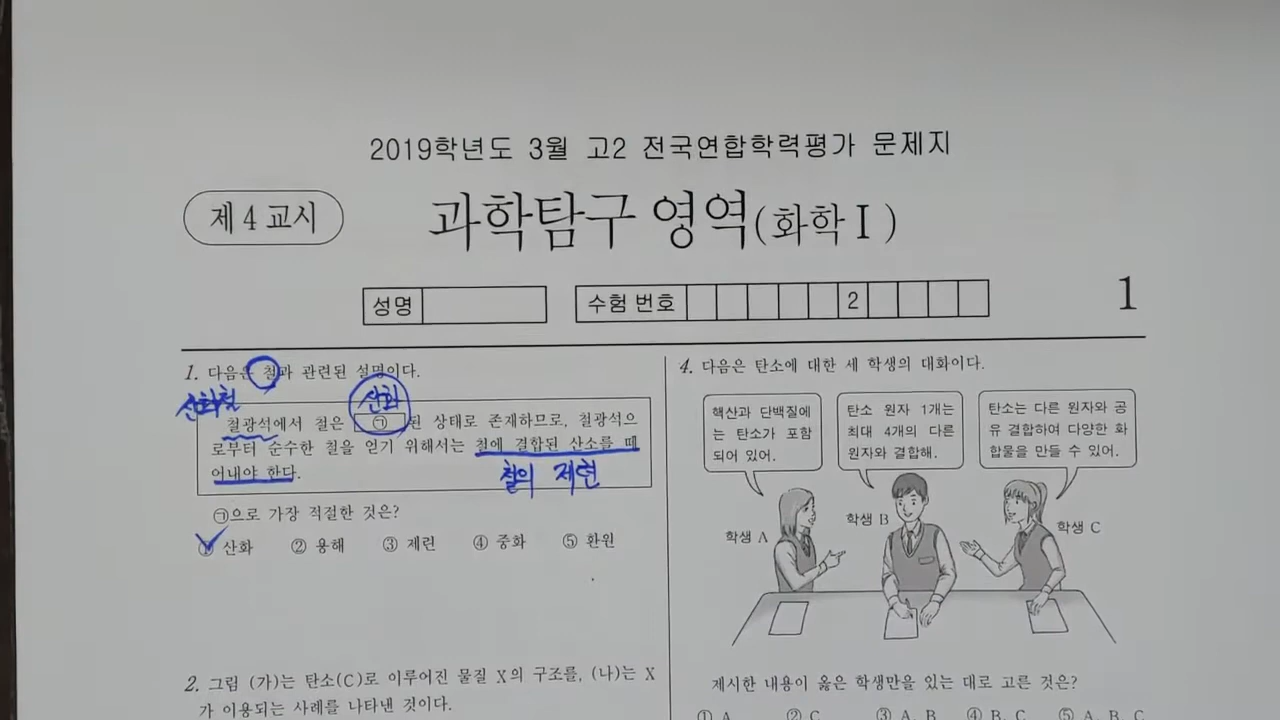 2019학년도 3월 고2 전국연합학력평가 문제지
제 4 교시
과학탐구 영역(화학Ⅰ)
성명
수험 번호
2
1
1. 다음은 철과 관련된 설명이다.
산화철
산화
철광석에서 철은 ㉠ 된 상태로 존재하므로, 철광석으
로부터 순수한 철을 얻기 위해서는 철에 결합된 산소를 떼
어내야 한다.
철의 제련
㉠으로 가장 적절한 것은?
① 산화 ② 용해 ③ 제련 ④ 중화 ⑤ 환원
2. 그림 (가)는 탄소(C)로 이루어진 물질 X의 구조를, (나)는 X
가 이용되는 사례를 나타낸 것이다.
4. 다음은 탄소에 대한 세 학생의 대화이다.
핵산과 단백질에
는 탄소가 포함
되어 있어.
탄소 원자 1개는
최대 4개의 다른
원자와 결합해.
탄소는 다른 원자와 공
유 결합하여 다양한 화
합물을 만들 수 있어.
학생 A
학생 B
학생 C
제시한 내용이 옳은 학생만을 있는 대로 고른 것은?
① A ② C ③ A, B ④ B, C ⑤ A, B, C